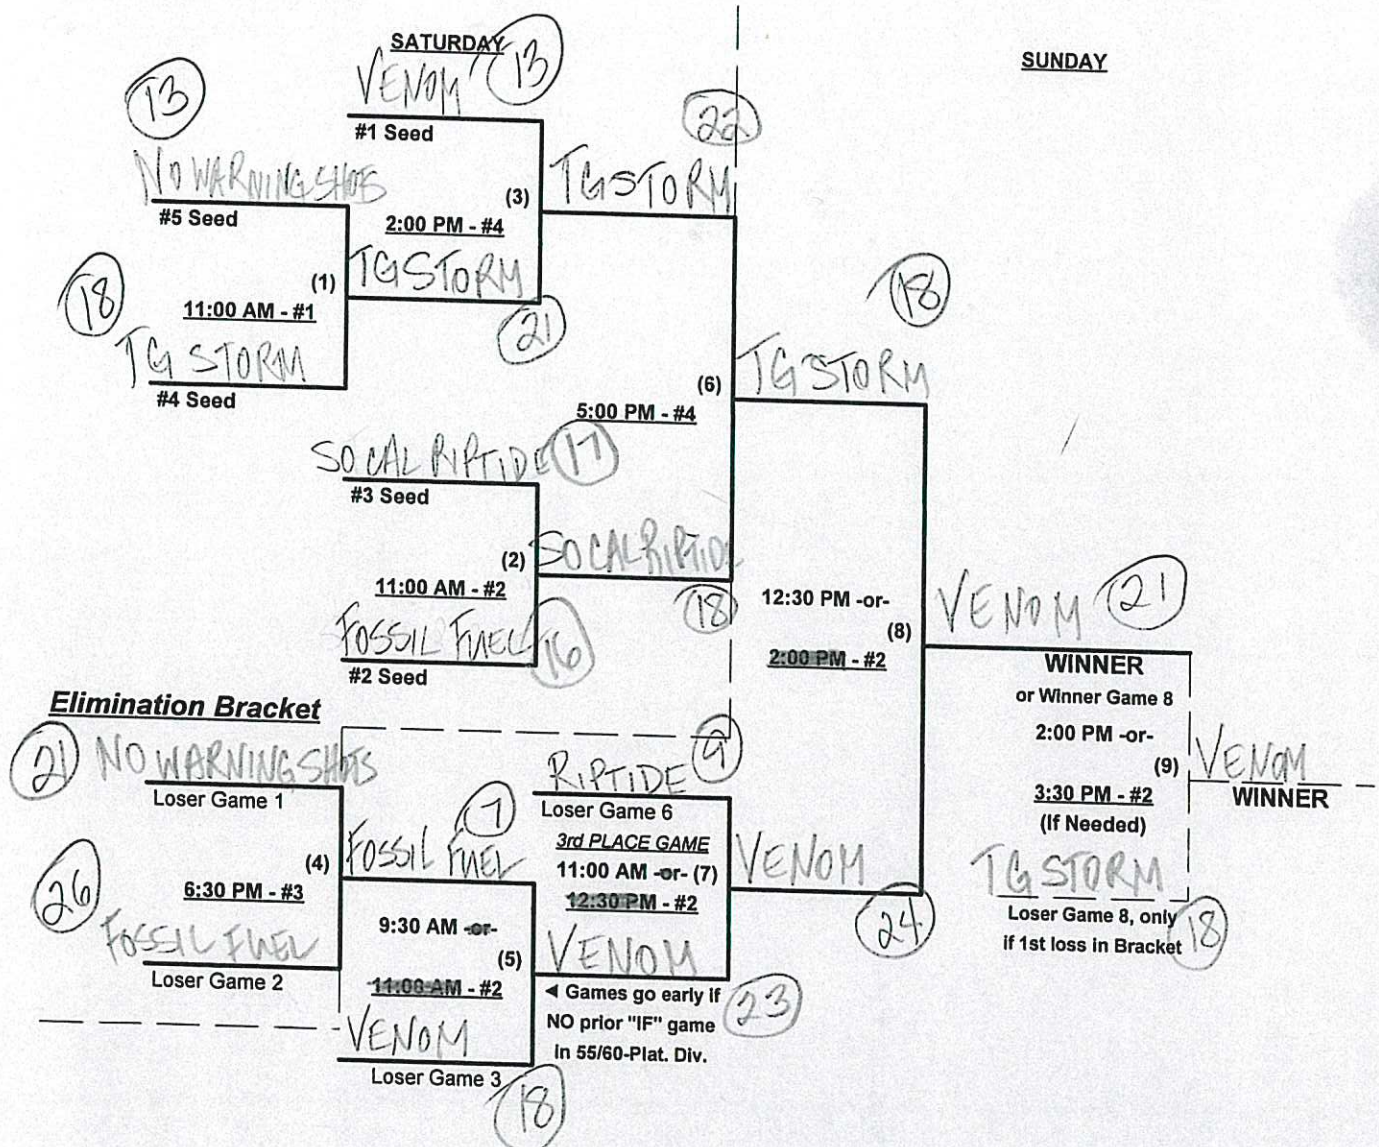 SATURDAY
SUNDAY
VENOM 13
#1 Seed
13
NO WARNING SHOTS
#5 Seed
(3)
2:00 PM - #4
22
TG STORM
(1)
11:00 AM - #1
TG STORM
21
18
TG STORM
#4 Seed
(6)
5:00 PM - #4
18
TG STORM
SO CAL RIPTIDE 17
#3 Seed
(2)
11:00 AM - #2
SO CAL RIPTIDE
18
FOSSIL FUEL 16
#2 Seed
12:30 PM -or-
(8)
2:00 PM - #2
VENOM 21
WINNER
or Winner Game 8
2:00 PM -or-
(9)
3:30 PM - #2
(If Needed)
VENOM
WINNER
TG STORM
18
Loser Game 8, only
if 1st loss in Bracket
Elimination Bracket
21 NO WARNING SHOTS
Loser Game 1
(4)
6:30 PM - #3
26
FOSSIL FUEL
Loser Game 2
7
FOSSIL FUEL
9:30 AM -or-
(5)
11:00 AM - #2
VENOM
Loser Game 3
18
RIPTIDE 9
Loser Game 6
3rd PLACE GAME
11:00 AM -or- (7)
12:30 PM - #2
VENOM
23
◄ Games go early if
NO prior "IF" game
in 55/60-Plat. Div.
VENOM
24